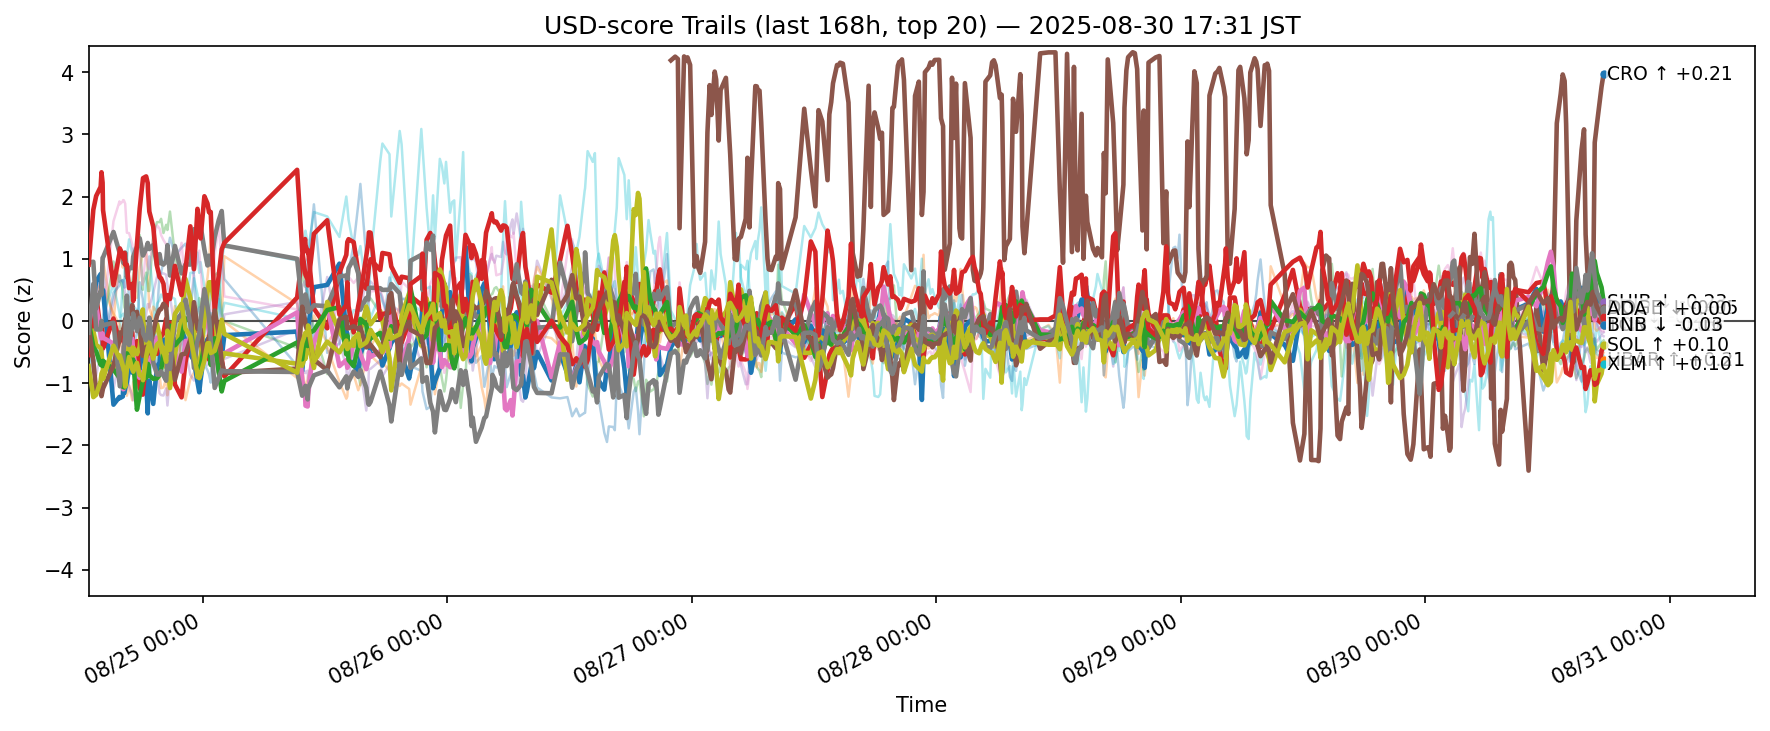 USD-score Trails (last 168h, top 20) — 2025-08-30 17:31 JST
Score (z)
4
3
2
1
0
−1
−2
−3
−4
CRO ↑ +0.21
ADA ↑ +0.00
BNB ↓ -0.03
SOL ↑ +0.10
XLM ↑ +0.10
08/25 00:00
08/26 00:00
08/27 00:00
08/28 00:00
08/29 00:00
08/30 00:00
08/31 00:00
Time